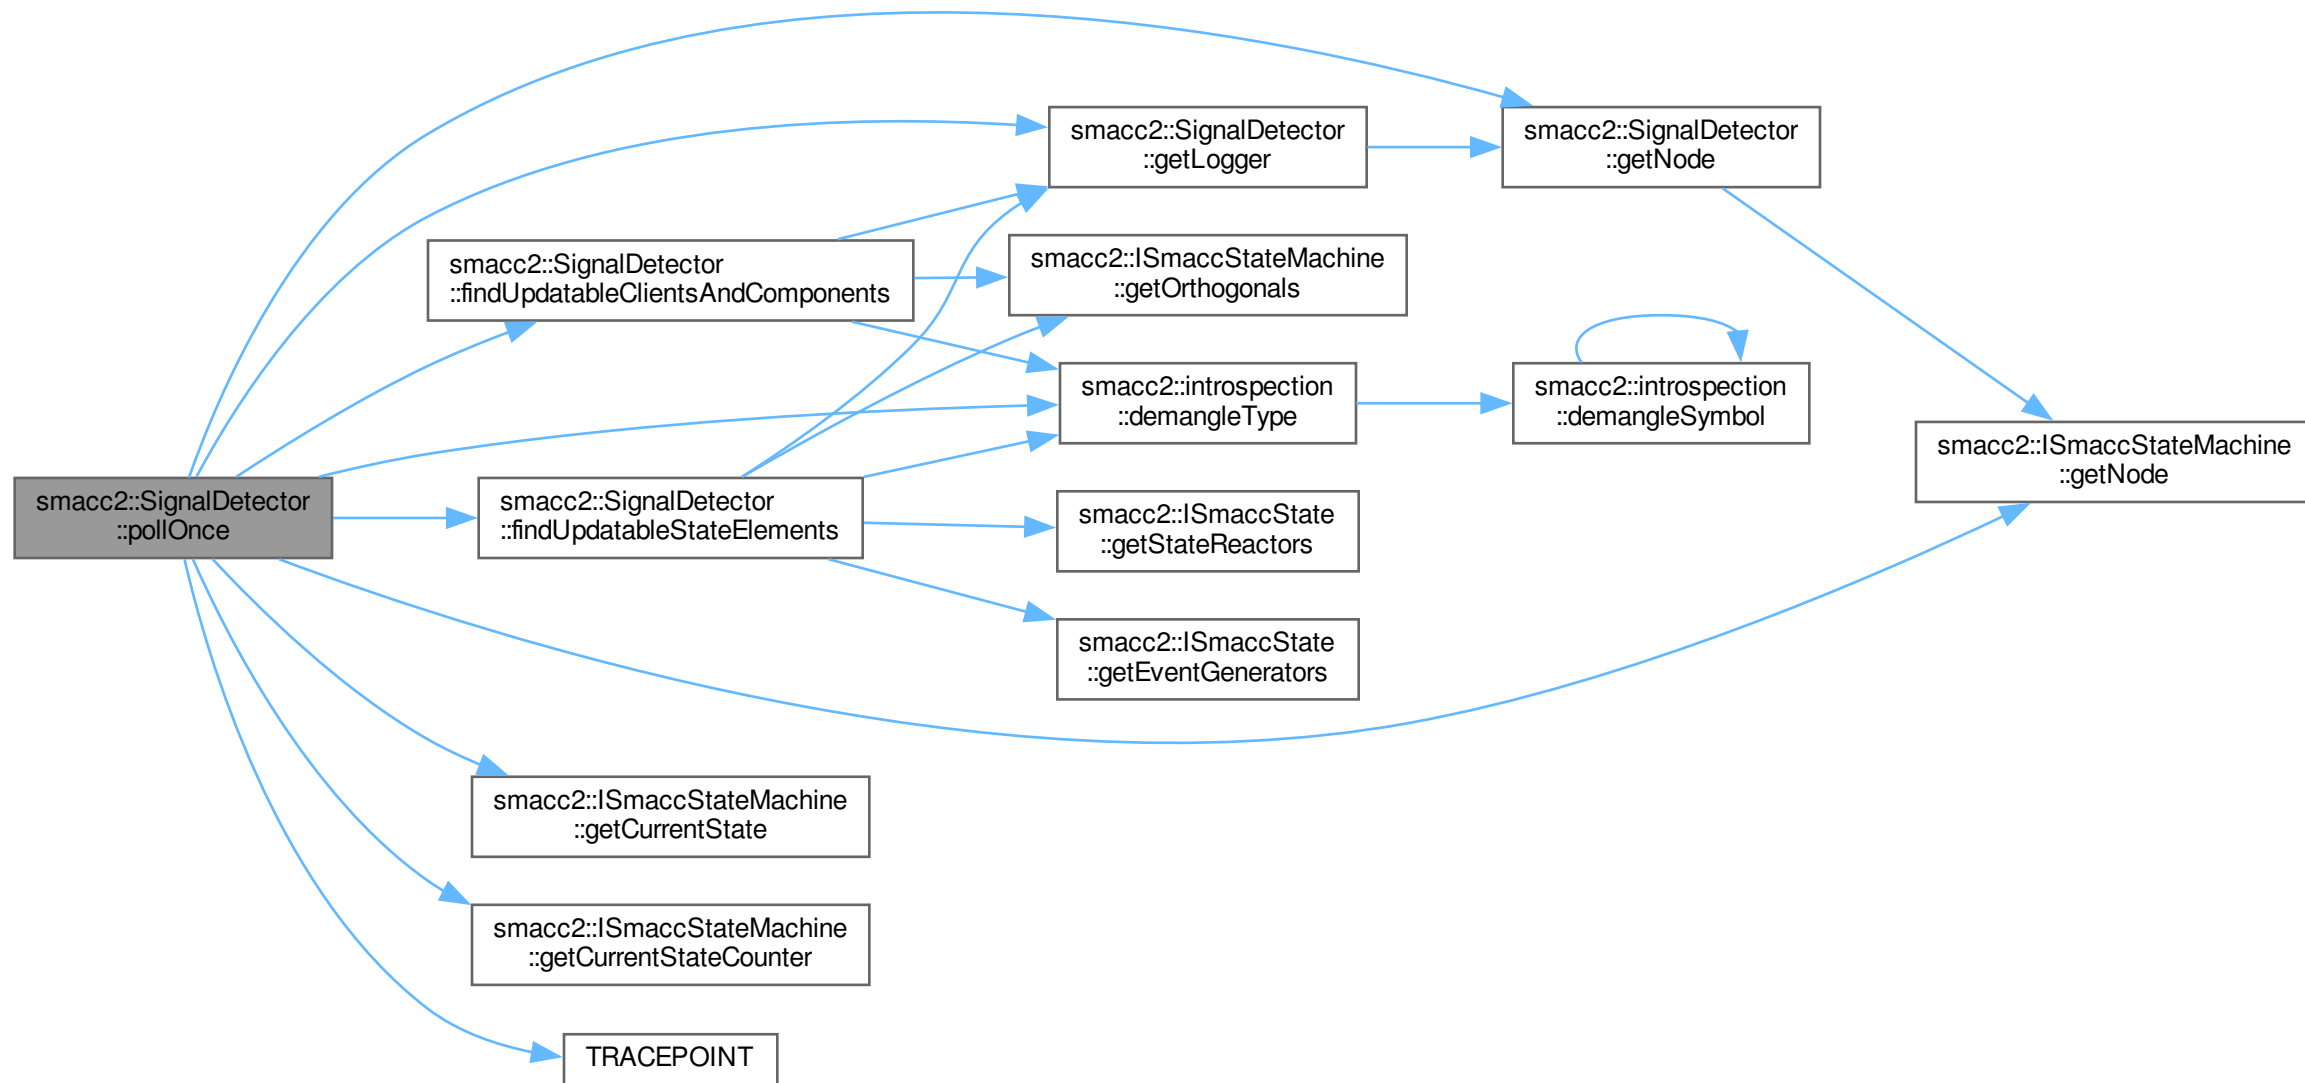 smacc2::SignalDetector
::pollOnce
smacc2::SignalDetector
::findUpdatableClientsAndComponents
smacc2::SignalDetector
::findUpdatableStateElements
smacc2::ISmaccStateMachine
::getCurrentState
smacc2::ISmaccStateMachine
::getCurrentStateCounter
TRACEPOINT
smacc2::SignalDetector
::getLogger
smacc2::ISmaccStateMachine
::getOrthogonals
smacc2::introspection
::demangleType
smacc2::ISmaccState
::getStateReactors
smacc2::ISmaccState
::getEventGenerators
smacc2::SignalDetector
::getNode
smacc2::introspection
::demangleSymbol
smacc2::ISmaccStateMachine
::getNode